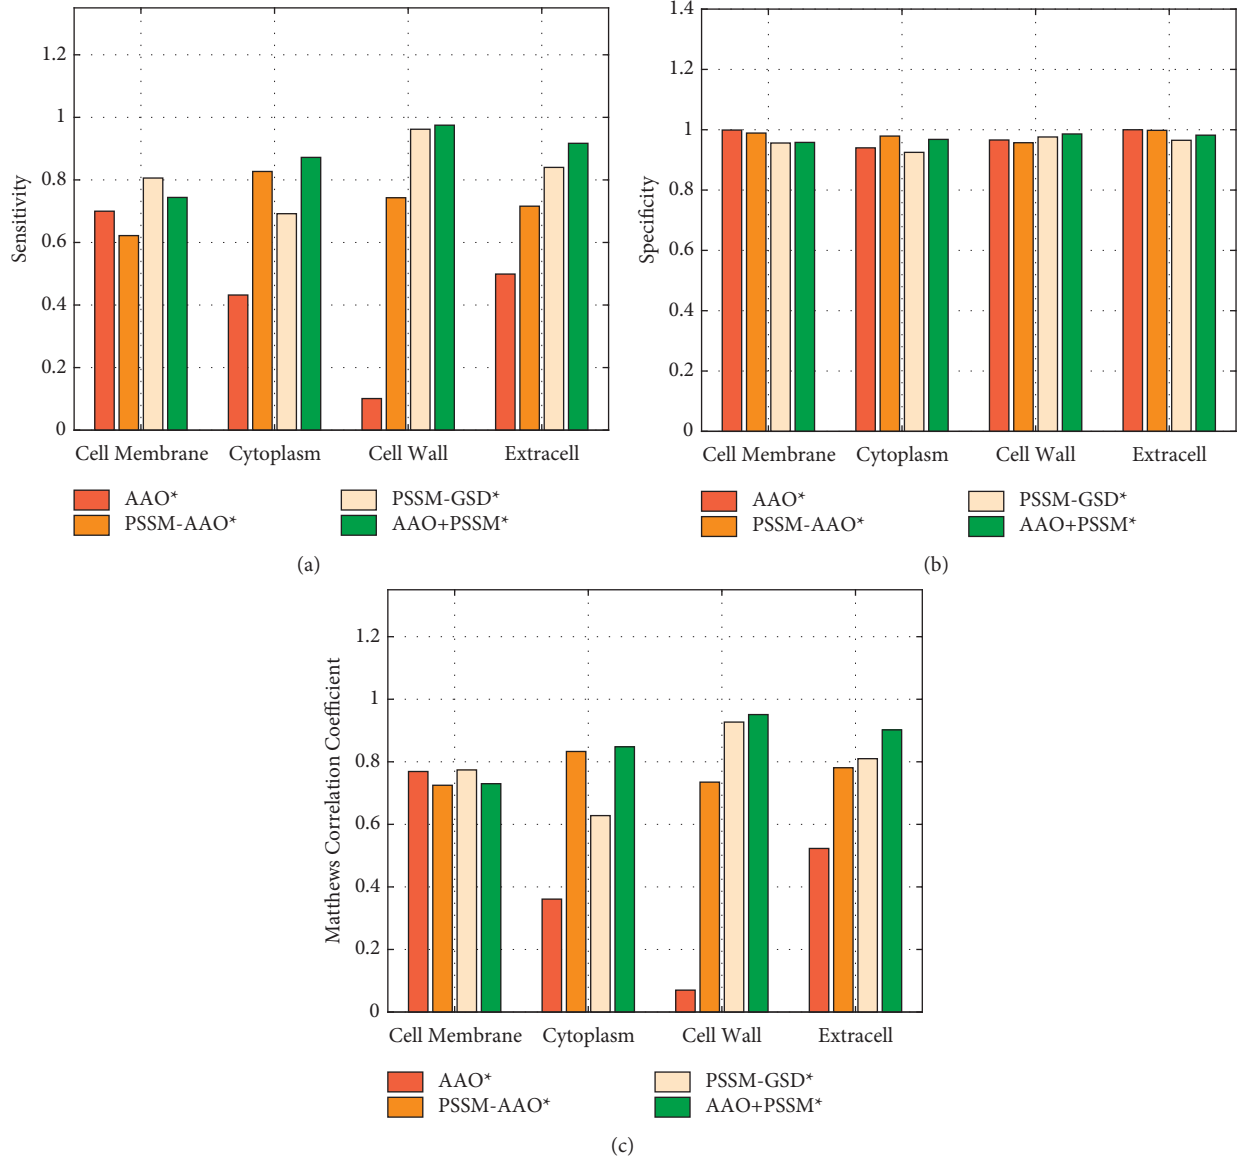 Sensitivity
1.2
1
0.8
0.6
0.4
0.2
0
Cell Membrane Cytoplasm Cell Wall Extracell
AAO* PSSM-GSD*
PSSM-AAO* AAO+PSSM*
(a)
Specificity
1.4
1.2
1
0.8
0.6
0.4
0.2
0
Cell Membrane Cytoplasm Cell Wall Extracell
AAO* PSSM-GSD*
PSSM-AAO* AAO+PSSM*
(b)
Matthews Correlation Coefficient
1.2
1
0.8
0.6
0.4
0.2
0
Cell Membrane Cytoplasm Cell Wall Extracell
AAO* PSSM-GSD*
PSSM-AAO* AAO+PSSM*
(c)